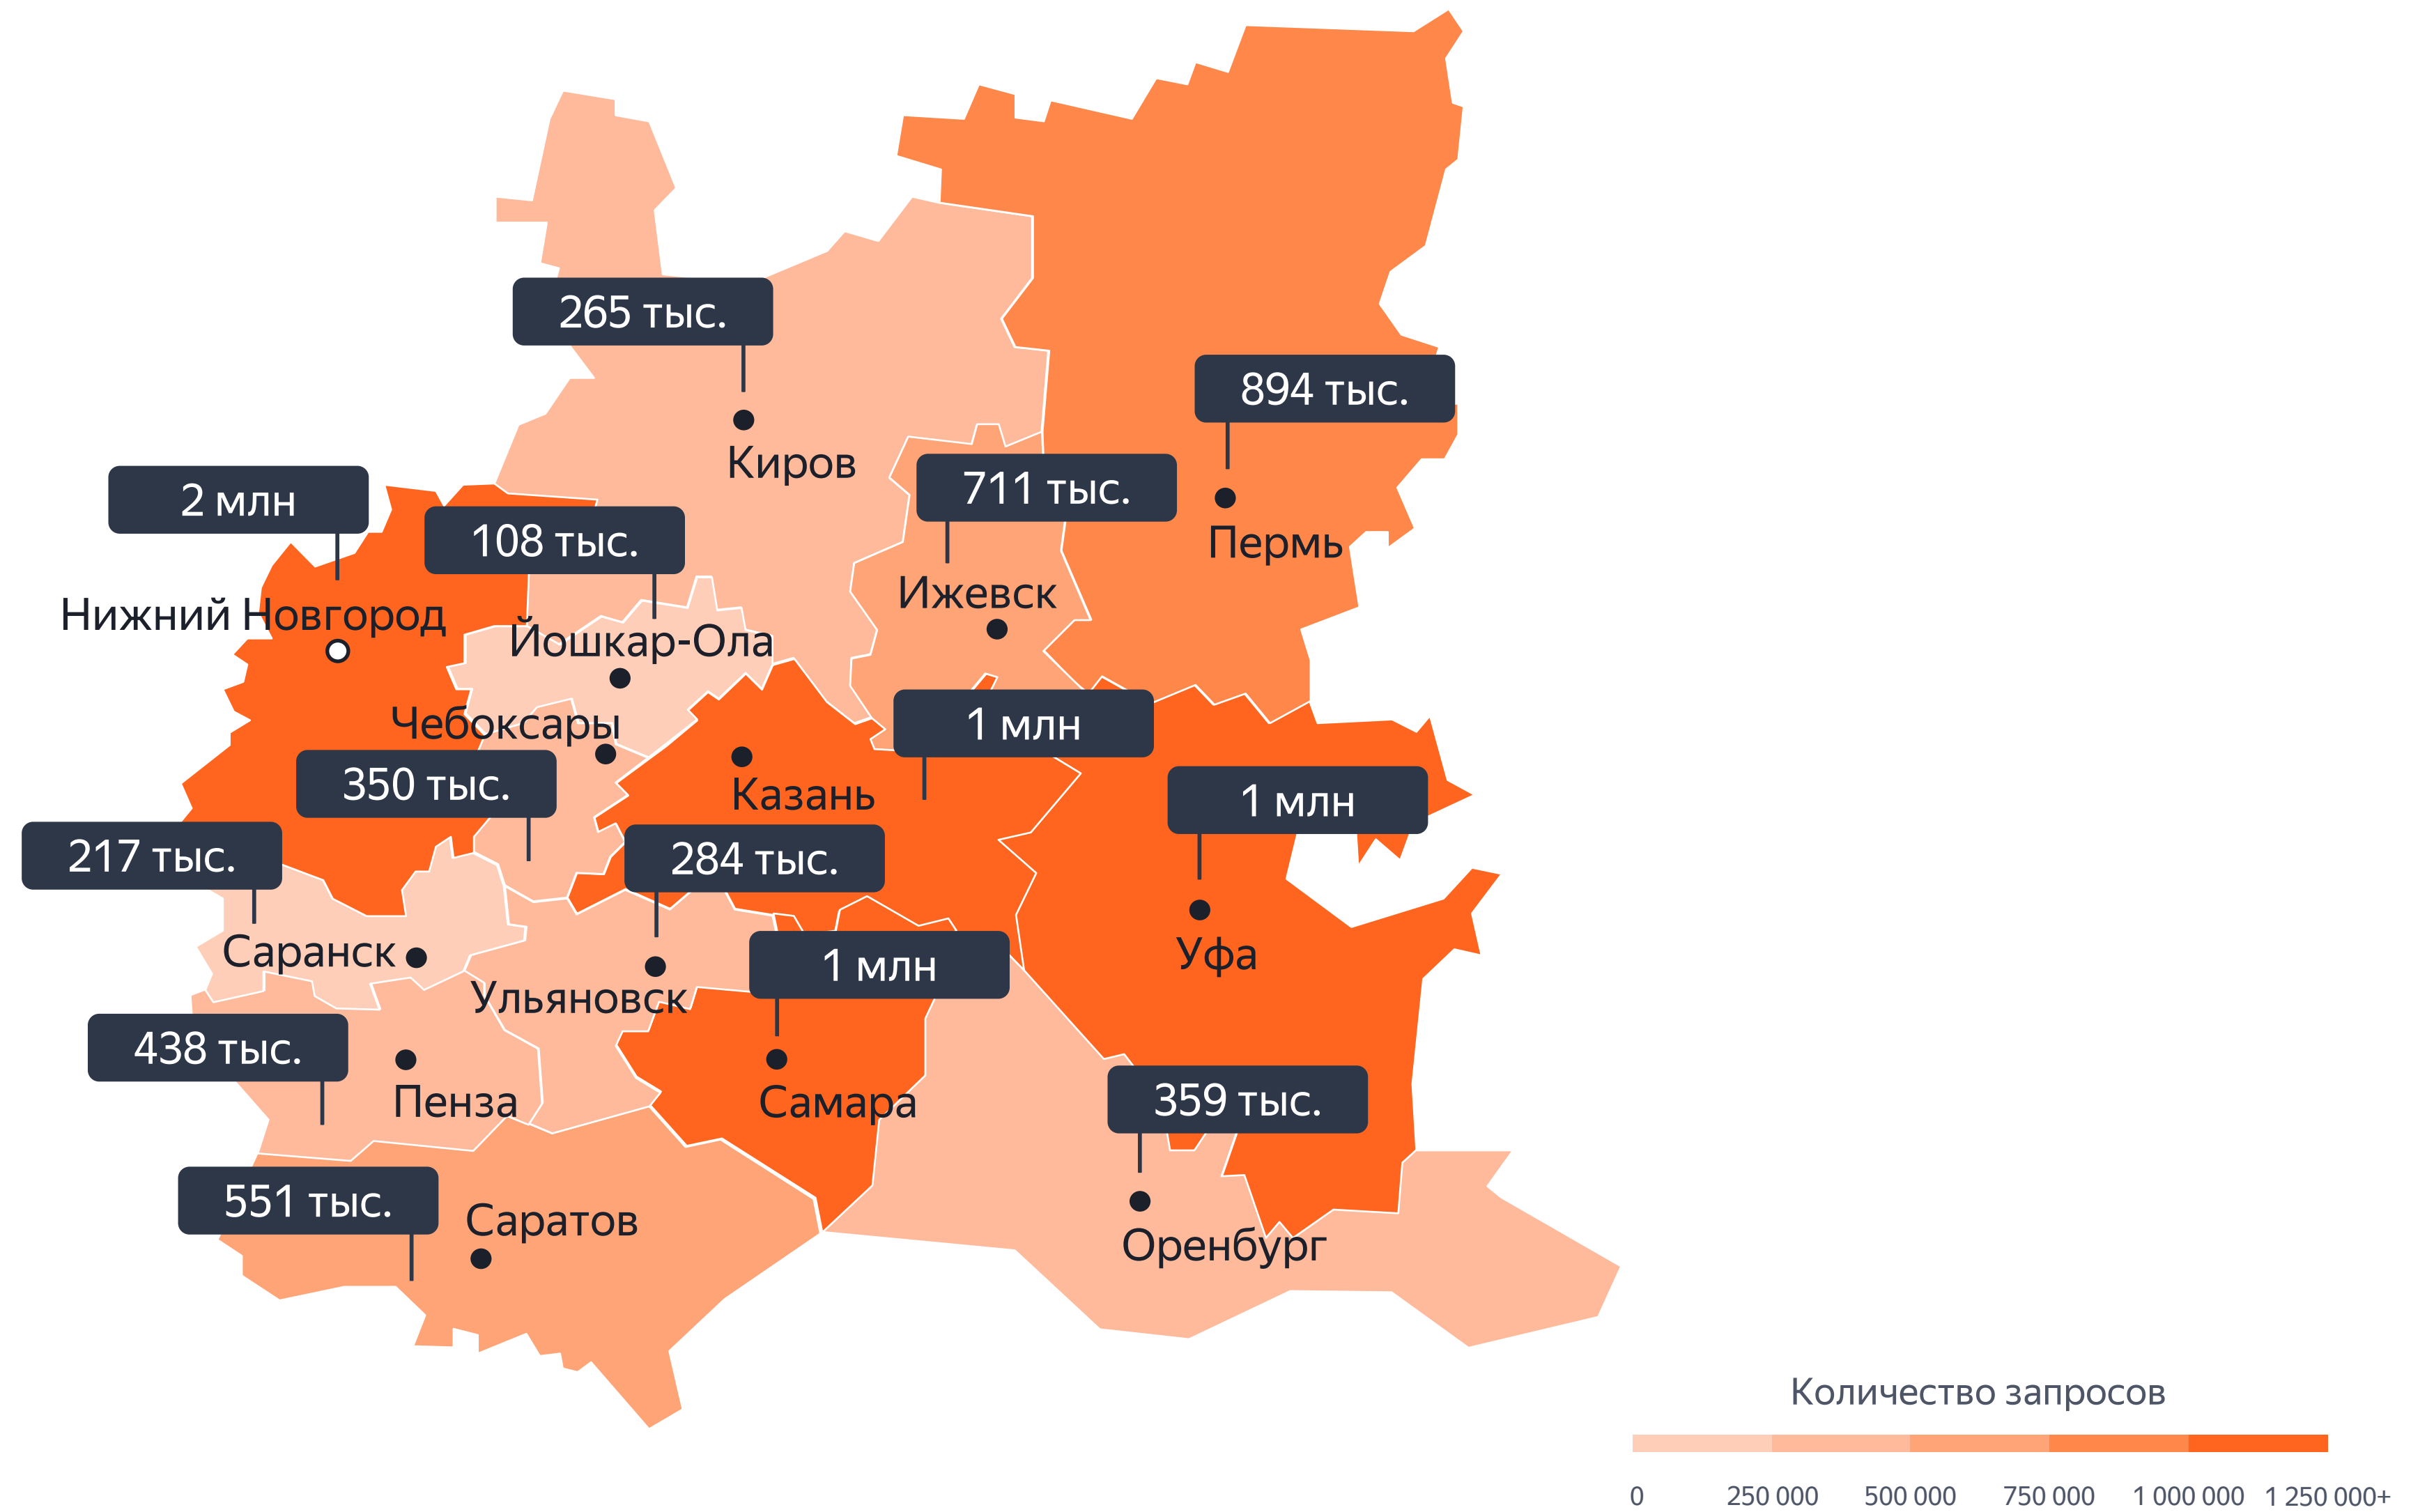 265 тыс.
Киров
894 тыс.
Пермь
711 тыс.
Ижевск
2 млн
Нижний Новгород
108 тыс.
Йошкар-Ола
Чебоксары
350 тыс.
1 млн
Казань
1 млн
Уфа
217 тыс.
Саранск
284 тыс.
Ульяновск
1 млн
Самара
438 тыс.
Пенза
359 тыс.
Оренбург
551 тыс.
Саратов
Количество запросов
0 250 000 500 000 750 000 1 000 000 1 250 000+